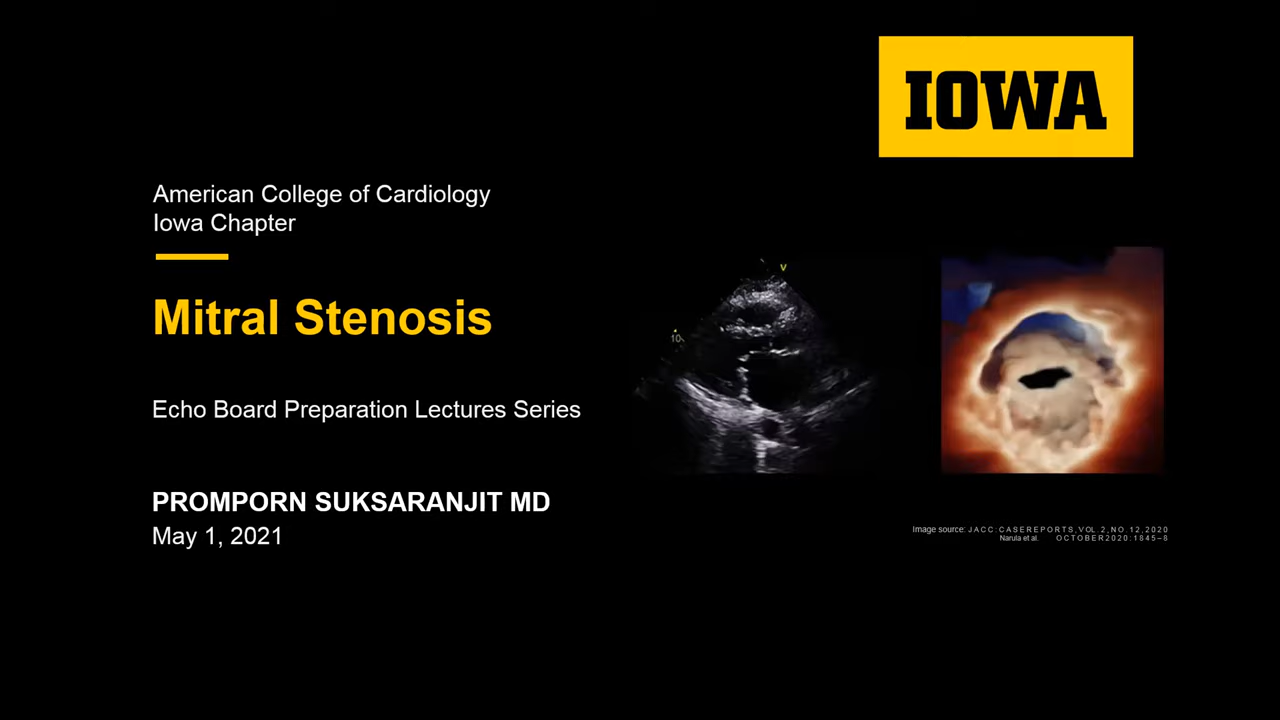 IOWA
American College of Cardiology
Iowa Chapter
Mitral Stenosis
Echo Board Preparation Lectures Series
PROMPORN SUKSARANJIT MD
May 1, 2021
V
10
Image source: JACC:CASEREPORTS,VOL.2,NO.12,2020
Narula et al. OCTOBER2020:1845–8